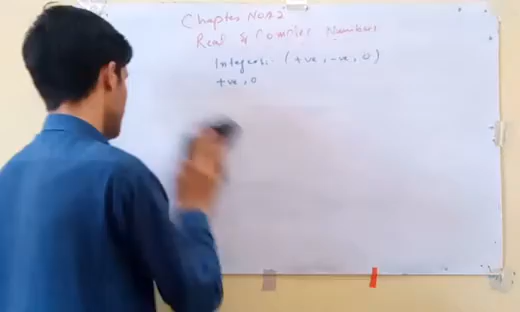 Chapter No#2
Real & Complex Numbers
Integers: (+ve, -ve, 0)
+ve, 0